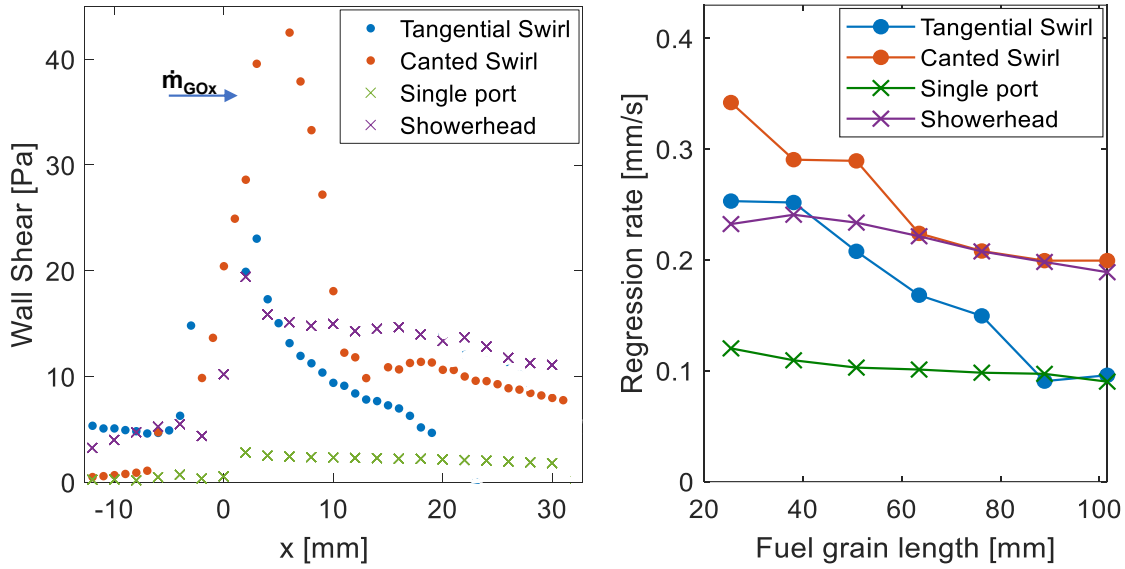 Wall Shear [Pa]
40
30
20
10
0
-10
0
10
20
30
x [mm]
ṁGOx
Tangential Swirl
Canted Swirl
Single port
Showerhead
Regression rate [mm/s]
0.4
0.3
0.2
0.1
0
20
40
60
80
100
Fuel grain length [mm]
Tangential Swirl
Canted Swirl
Single port
Showerhead